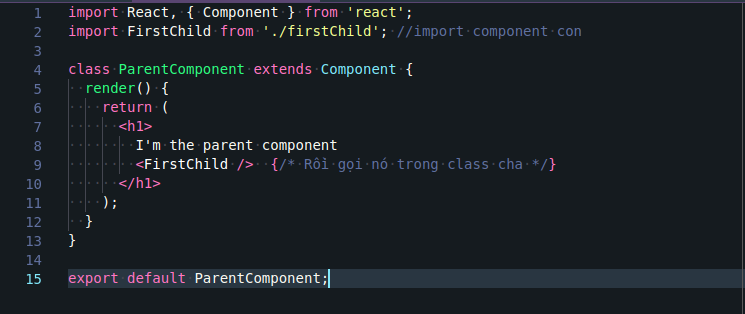 1 import React, { Component } from 'react';
2 import FirstChild from './firstChild'; //import component con
3
4 class ParentComponent extends Component {
5   render() {
6     return (
7       <h1>
8         I'm the parent component
9         <FirstChild />  {/* Rồi gọi nó trong class cha */}
10       </h1>
11     );
12   }
13 }
14
15 export default ParentComponent;